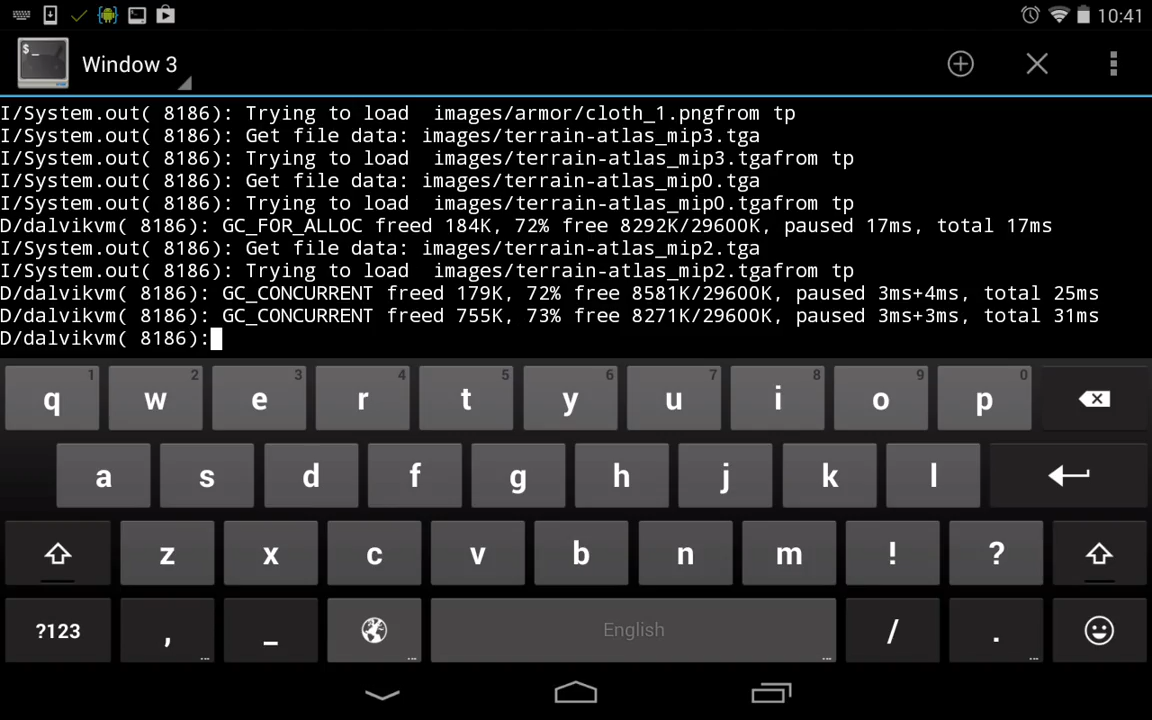 10:41
Window 3
I/System.out( 8186): Trying to load  images/armor/cloth_1.pngfrom tp
I/System.out( 8186): Get file data: images/terrain-atlas_mip3.tga
I/System.out( 8186): Trying to load  images/terrain-atlas_mip3.tgafrom tp
I/System.out( 8186): Get file data: images/terrain-atlas_mip0.tga
I/System.out( 8186): Trying to load  images/terrain-atlas_mip0.tgafrom tp
D/dalvikvm( 8186): GC_FOR_ALLOC freed 184K, 72% free 8292K/29600K, paused 17ms, total 17ms
I/System.out( 8186): Get file data: images/terrain-atlas_mip2.tga
I/System.out( 8186): Trying to load  images/terrain-atlas_mip2.tgafrom tp
D/dalvikvm( 8186): GC_CONCURRENT freed 179K, 72% free 8581K/29600K, paused 3ms+4ms, total 25ms
D/dalvikvm( 8186): GC_CONCURRENT freed 755K, 73% free 8271K/29600K, paused 3ms+3ms, total 31ms
D/dalvikvm( 8186):
q 1 w 2 e 3 r 4 t 5 y 6 u 7 i 8 o 9 p 0
a s d f g h j k l
z x c v b n m ! ?
?123 , _ English / .